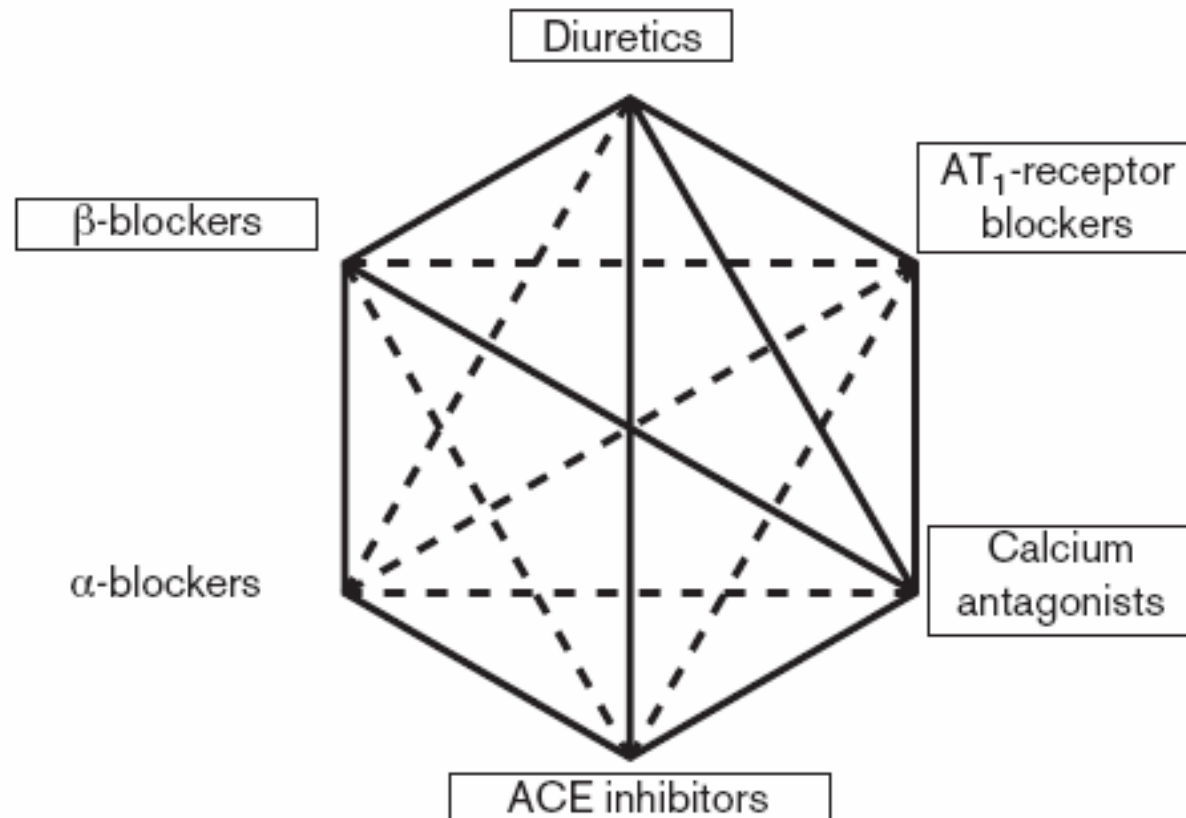 Diuretics
AT₁-receptor
blockers
β-blockers
α-blockers
Calcium
antagonists
ACE inhibitors